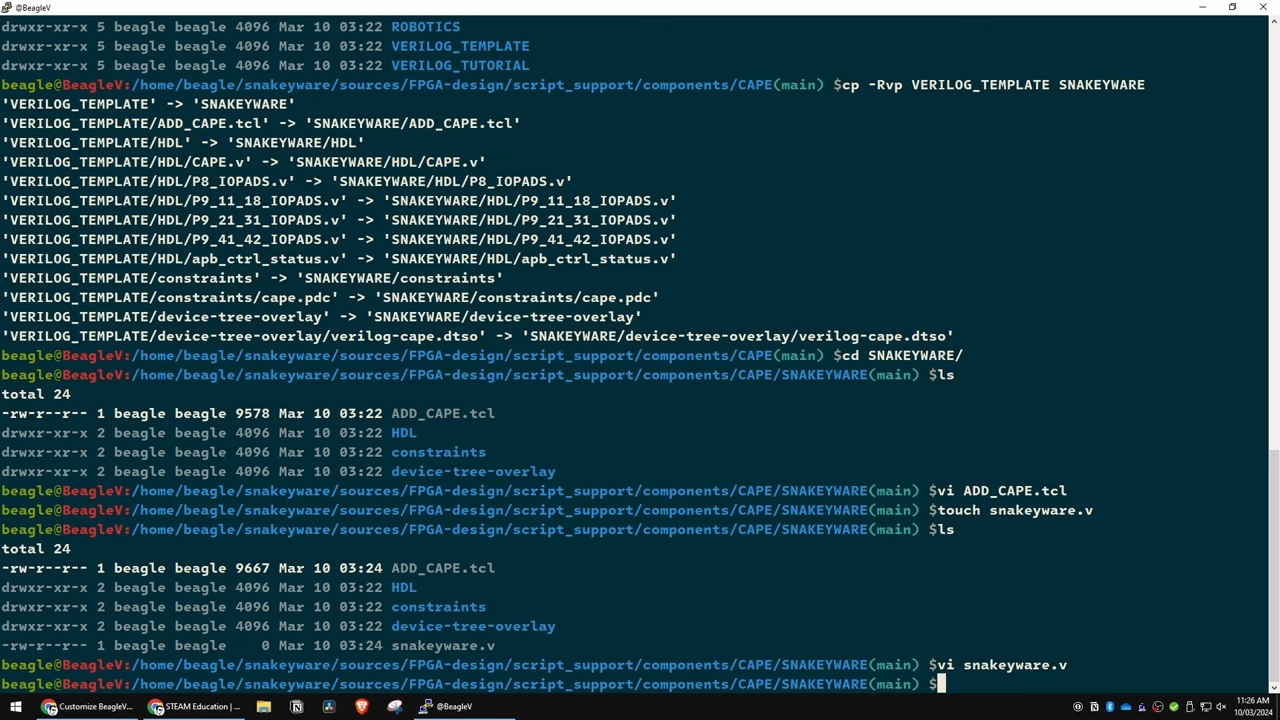 @BeagleV
drwxr-xr-x 5 beagle beagle 4096 Mar 10 03:22 ROBOTICS
drwxr-xr-x 5 beagle beagle 4096 Mar 10 03:22 VERILOG_TEMPLATE
drwxr-xr-x 5 beagle beagle 4096 Mar 10 03:22 VERILOG_TUTORIAL
beagle@BeagleV:/home/beagle/snakeyware/sources/FPGA-design/script_support/components/CAPE(main) $cp -Rvp VERILOG_TEMPLATE SNAKEYWARE
'VERILOG_TEMPLATE' -> 'SNAKEYWARE'
'VERILOG_TEMPLATE/ADD_CAPE.tcl' -> 'SNAKEYWARE/ADD_CAPE.tcl'
'VERILOG_TEMPLATE/HDL' -> 'SNAKEYWARE/HDL'
'VERILOG_TEMPLATE/HDL/CAPE.v' -> 'SNAKEYWARE/HDL/CAPE.v'
'VERILOG_TEMPLATE/HDL/P8_IOPADS.v' -> 'SNAKEYWARE/HDL/P8_IOPADS.v'
'VERILOG_TEMPLATE/HDL/P9_11_18_IOPADS.v' -> 'SNAKEYWARE/HDL/P9_11_18_IOPADS.v'
'VERILOG_TEMPLATE/HDL/P9_21_31_IOPADS.v' -> 'SNAKEYWARE/HDL/P9_21_31_IOPADS.v'
'VERILOG_TEMPLATE/HDL/P9_41_42_IOPADS.v' -> 'SNAKEYWARE/HDL/P9_41_42_IOPADS.v'
'VERILOG_TEMPLATE/HDL/apb_ctrl_status.v' -> 'SNAKEYWARE/HDL/apb_ctrl_status.v'
'VERILOG_TEMPLATE/constraints' -> 'SNAKEYWARE/constraints'
'VERILOG_TEMPLATE/constraints/cape.pdc' -> 'SNAKEYWARE/constraints/cape.pdc'
'VERILOG_TEMPLATE/device-tree-overlay' -> 'SNAKEYWARE/device-tree-overlay'
'VERILOG_TEMPLATE/device-tree-overlay/verilog-cape.dtso' -> 'SNAKEYWARE/device-tree-overlay/verilog-cape.dtso'
beagle@BeagleV:/home/beagle/snakeyware/sources/FPGA-design/script_support/components/CAPE(main) $cd SNAKEYWARE/
beagle@BeagleV:/home/beagle/snakeyware/sources/FPGA-design/script_support/components/CAPE/SNAKEYWARE(main) $ls
total 24
-rw-r--r-- 1 beagle beagle 9578 Mar 10 03:22 ADD_CAPE.tcl
drwxr-xr-x 2 beagle beagle 4096 Mar 10 03:22 HDL
drwxr-xr-x 2 beagle beagle 4096 Mar 10 03:22 constraints
drwxr-xr-x 2 beagle beagle 4096 Mar 10 03:22 device-tree-overlay
beagle@BeagleV:/home/beagle/snakeyware/sources/FPGA-design/script_support/components/CAPE/SNAKEYWARE(main) $vi ADD_CAPE.tcl
beagle@BeagleV:/home/beagle/snakeyware/sources/FPGA-design/script_support/components/CAPE/SNAKEYWARE(main) $touch snakeyware.v
beagle@BeagleV:/home/beagle/snakeyware/sources/FPGA-design/script_support/components/CAPE/SNAKEYWARE(main) $ls
total 24
-rw-r--r-- 1 beagle beagle 9667 Mar 10 03:24 ADD_CAPE.tcl
drwxr-xr-x 2 beagle beagle 4096 Mar 10 03:22 HDL
drwxr-xr-x 2 beagle beagle 4096 Mar 10 03:22 constraints
drwxr-xr-x 2 beagle beagle 4096 Mar 10 03:22 device-tree-overlay
-rw-r--r-- 1 beagle beagle    0 Mar 10 03:24 snakeyware.v
beagle@BeagleV:/home/beagle/snakeyware/sources/FPGA-design/script_support/components/CAPE/SNAKEYWARE(main) $vi snakeyware.v
beagle@BeagleV:/home/beagle/snakeyware/sources/FPGA-design/script_support/components/CAPE/SNAKEYWARE(main) $
Customize BeagleV... STEAM Education | ... @BeagleV 11:26 AM
10/03/2024